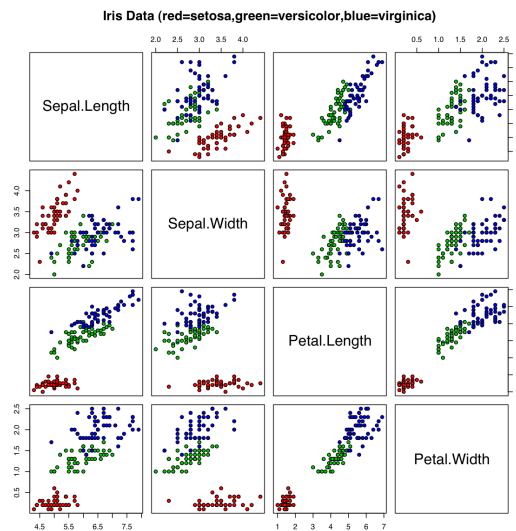 Iris Data (red=setosa,green=versicolor,blue=virginica)
2.0 2.5 3.0 3.5 4.0
0.5 1.0 1.5 2.0 2.5
Sepal.Length
2.0 2.5 3.0 3.5 4.0
Sepal.Width
Petal.Length
0.5 1.0 1.5 2.0 2.5
Petal.Width
4.5 5.5 6.5 7.5
1 2 3 4 5 6 7